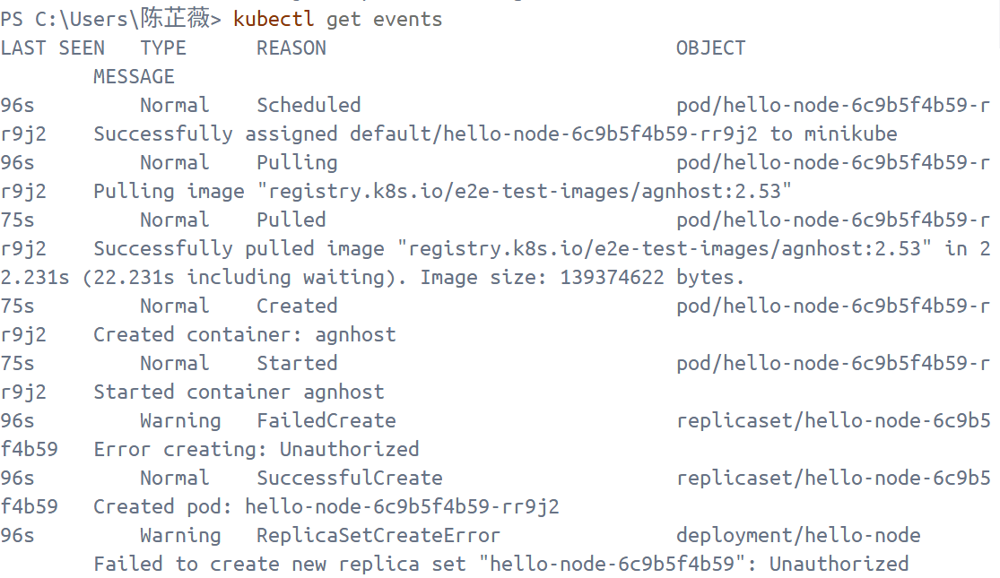 PS C:\Users\陈芷薇> kubectl get events
LAST SEEN   TYPE      REASON                              OBJECT
        MESSAGE
96s         Normal    Scheduled                           pod/hello-node-6c9b5f4b59-r
r9j2    Successfully assigned default/hello-node-6c9b5f4b59-rr9j2 to minikube
96s         Normal    Pulling                             pod/hello-node-6c9b5f4b59-r
r9j2    Pulling image "registry.k8s.io/e2e-test-images/agnhost:2.53"
75s         Normal    Pulled                              pod/hello-node-6c9b5f4b59-r
r9j2    Successfully pulled image "registry.k8s.io/e2e-test-images/agnhost:2.53" in 2
2.231s (22.231s including waiting). Image size: 139374622 bytes.
75s         Normal    Created                             pod/hello-node-6c9b5f4b59-r
r9j2    Created container: agnhost
75s         Normal    Started                             pod/hello-node-6c9b5f4b59-r
r9j2    Started container agnhost
96s         Warning   FailedCreate                        replicaset/hello-node-6c9b5
f4b59   Error creating: Unauthorized
96s         Normal    SuccessfulCreate                    replicaset/hello-node-6c9b5
f4b59   Created pod: hello-node-6c9b5f4b59-rr9j2
96s         Warning   ReplicaSetCreateError               deployment/hello-node
        Failed to create new replica set "hello-node-6c9b5f4b59": Unauthorized